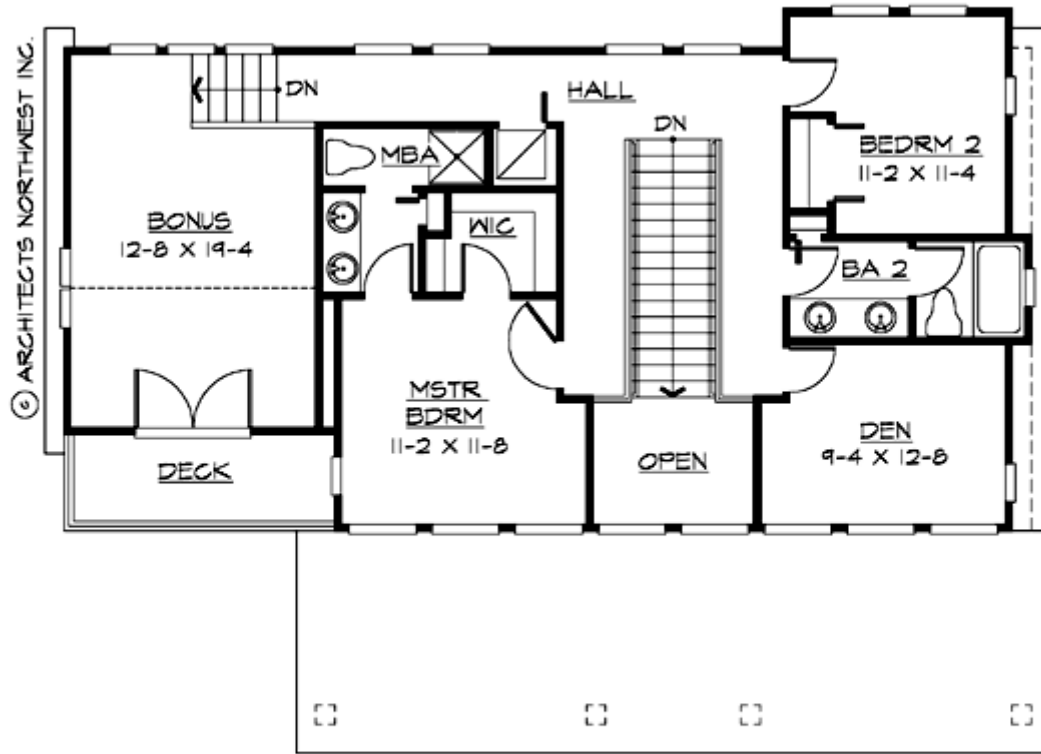 © ARCHITECTS NORTHWEST INC.
DN
HALL
DN
MBA
BEDRM 2
11-2 X 11-4
BONUS
12-8 X 19-4
WIC
BA 2
MSTR
BDRM
11-2 X 11-8
DEN
9-4 X 12-8
DECK
OPEN